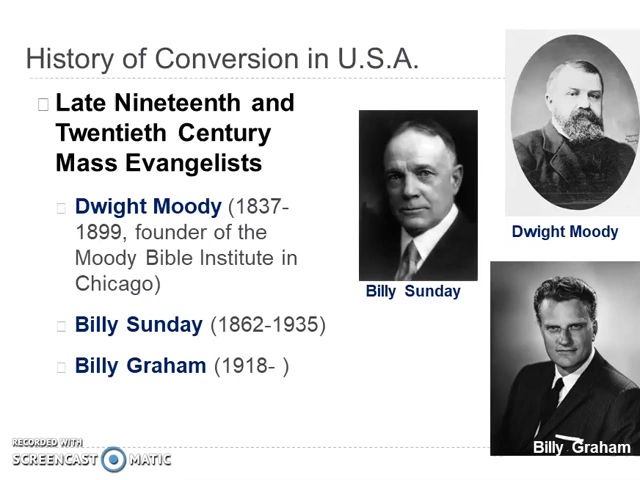 History of Conversion in U.S.A.
Late Nineteenth and
Twentieth Century
Mass Evangelists
Dwight Moody (1837-
1899, founder of the
Moody Bible Institute in
Chicago)
Billy Sunday (1862-1935)
Billy Graham (1918- )
Dwight Moody
Billy Sunday
Billy Graham
RECORDED WITH
SCREENCAST MATIC